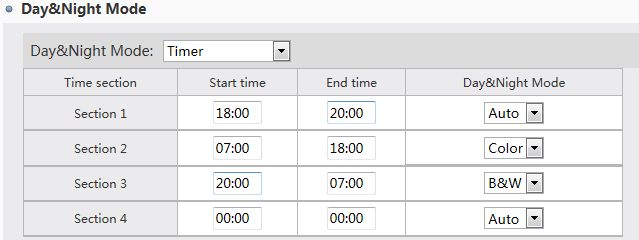 Day&Night Mode
Day&Night Mode: Timer
Time section Start time End time Day&Night Mode
Section 1 18:00 20:00 Auto
Section 2 07:00 18:00 Color
Section 3 20:00 07:00 B&W
Section 4 00:00 00:00 Auto